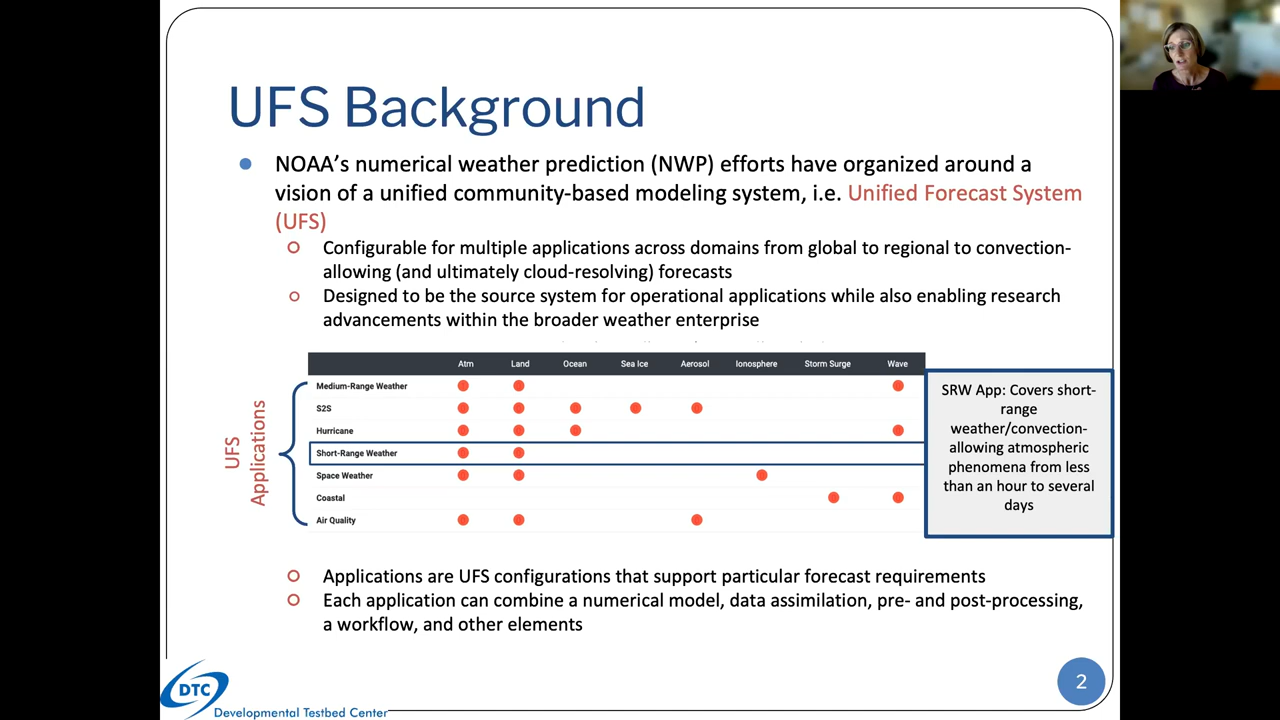 UFS Background
NOAA's numerical weather prediction (NWP) efforts have organized around a
vision of a unified community-based modeling system, i.e. Unified Forecast System
(UFS)
Configurable for multiple applications across domains from global to regional to convection-
allowing (and ultimately cloud-resolving) forecasts
Designed to be the source system for operational applications while also enabling research
advancements within the broader weather enterprise
Atm Land Ocean Sea Ice Aerosol Ionosphere Storm Surge Wave
Medium-Range Weather
S2S
Hurricane
Short-Range Weather
Space Weather
Coastal
Air Quality
UFS
Applications
SRW App: Covers short-
range
weather/convection-
allowing atmospheric
phenomena from less
than an hour to several
days
Applications are UFS configurations that support particular forecast requirements
Each application can combine a numerical model, data assimilation, pre- and post-processing,
a workflow, and other elements
DTC
Developmental Testbed Center
2